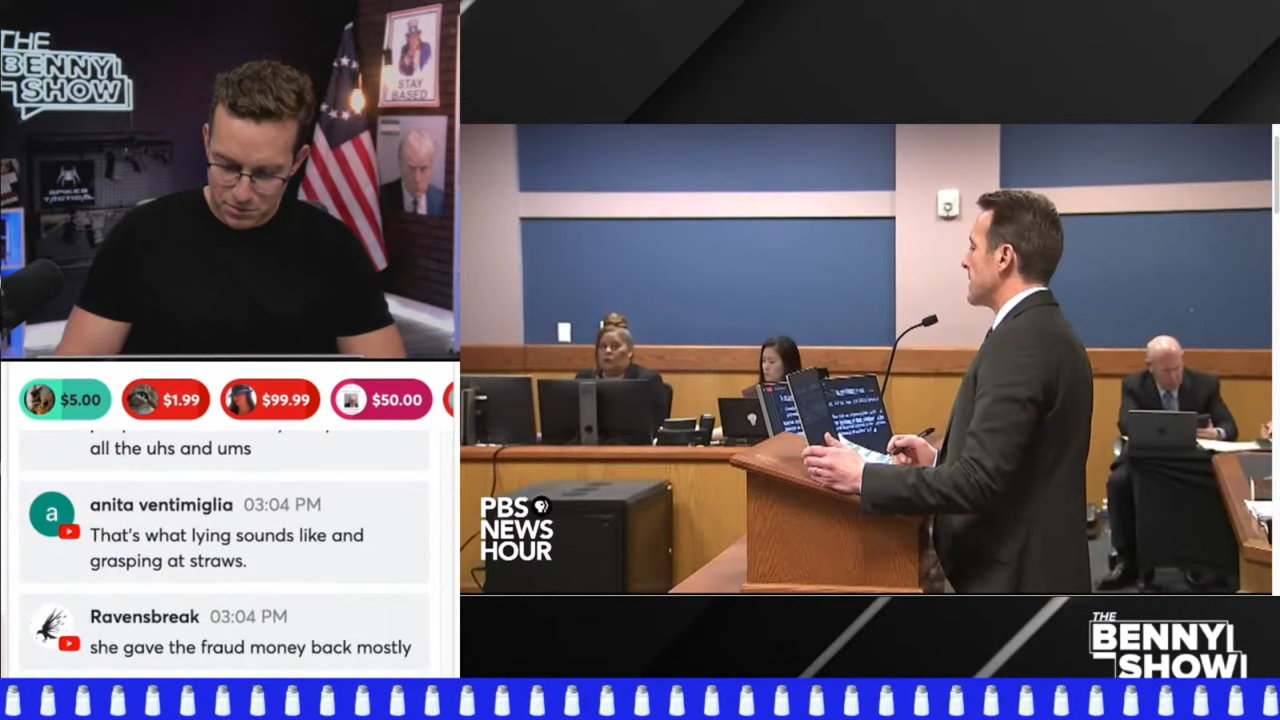 THE
BENNY
SHOW
STAY
BASED
SPIKES
TACTICAL
$5.00
$1.99
$99.99
$50.00
all the uhs and ums
anita ventimiglia 03:04 PM
a
That's what lying sounds like and
grasping at straws.
Ravensbreak 03:04 PM
she gave the fraud money back mostly
PBS
NEWS
HOUR
THE
BENNY
SHOW